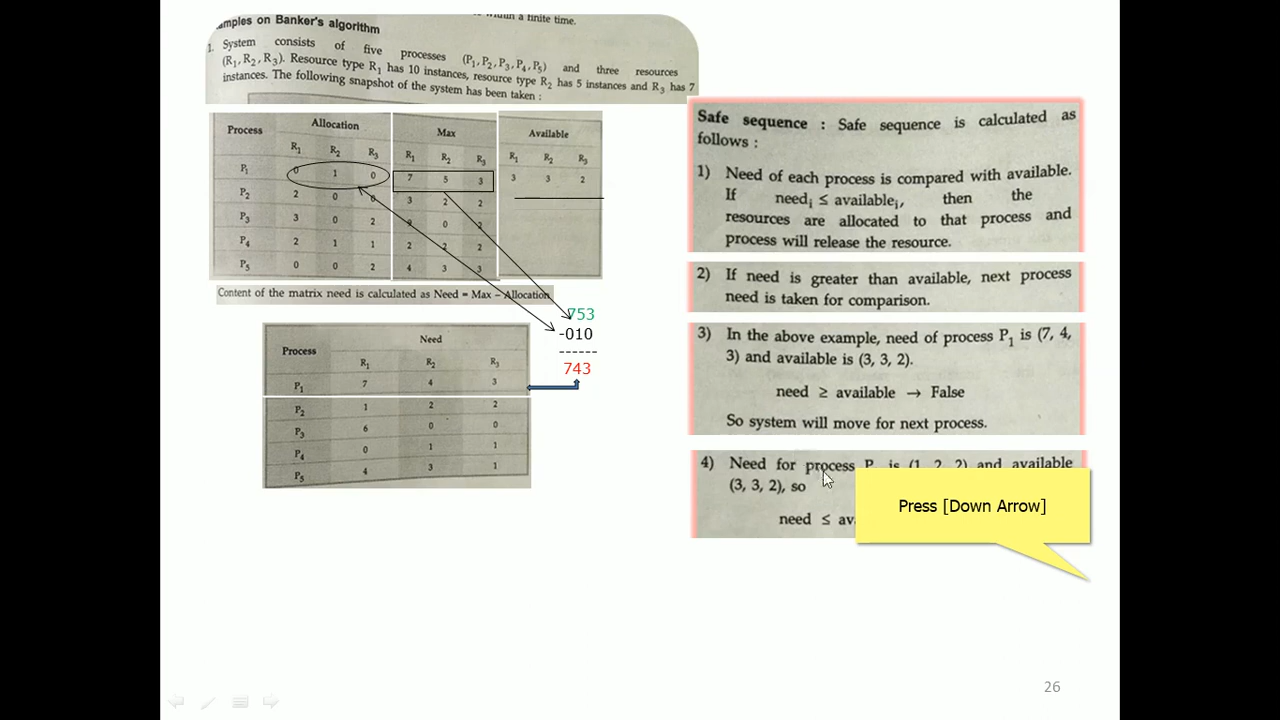 within a finite time.
amples on Banker's algorithm
1. System consists of five processes (P1, P2, P3, P4, P5) and three resources
(R1, R2, R3). Resource type R1 has 10 instances, resource type R2 has 5 instances and R3 has 7
instances. The following snapshot of the system has been taken :
Process Allocation Max Available
R1 R2 R3 R1 R2 R3 R1 R2 R3
P1 0 1 0 7 5 3 3 3 2
P2 2 0 0 3 2 2
P3 3 0 2 0 2
P4 2 1 1 2 2 2
P5 0 0 2 4 3 3
Content of the matrix need is calculated as Need = Max – Allocation
753
-010
------
743
Process Need
R1 R2 R3
P1 7 4 3
P2 1 2 2
P3 6 0 0
P4 0 1 1
P5 4 3 1
Safe sequence : Safe sequence is calculated as
follows :
1) Need of each process is compared with available.
If needi ≤ availablei, then the
resources are allocated to that process and
process will release the resource.
2) If need is greater than available, next process
need is taken for comparison.
3) In the above example, need of process P1 is (7, 4,
3) and available is (3, 3, 2).
need ≥ available → False
So system will move for next process.
4) Need for process P is (1, 2, 2) and available
(3, 3, 2), so
need ≤ av
Press [Down Arrow]
26